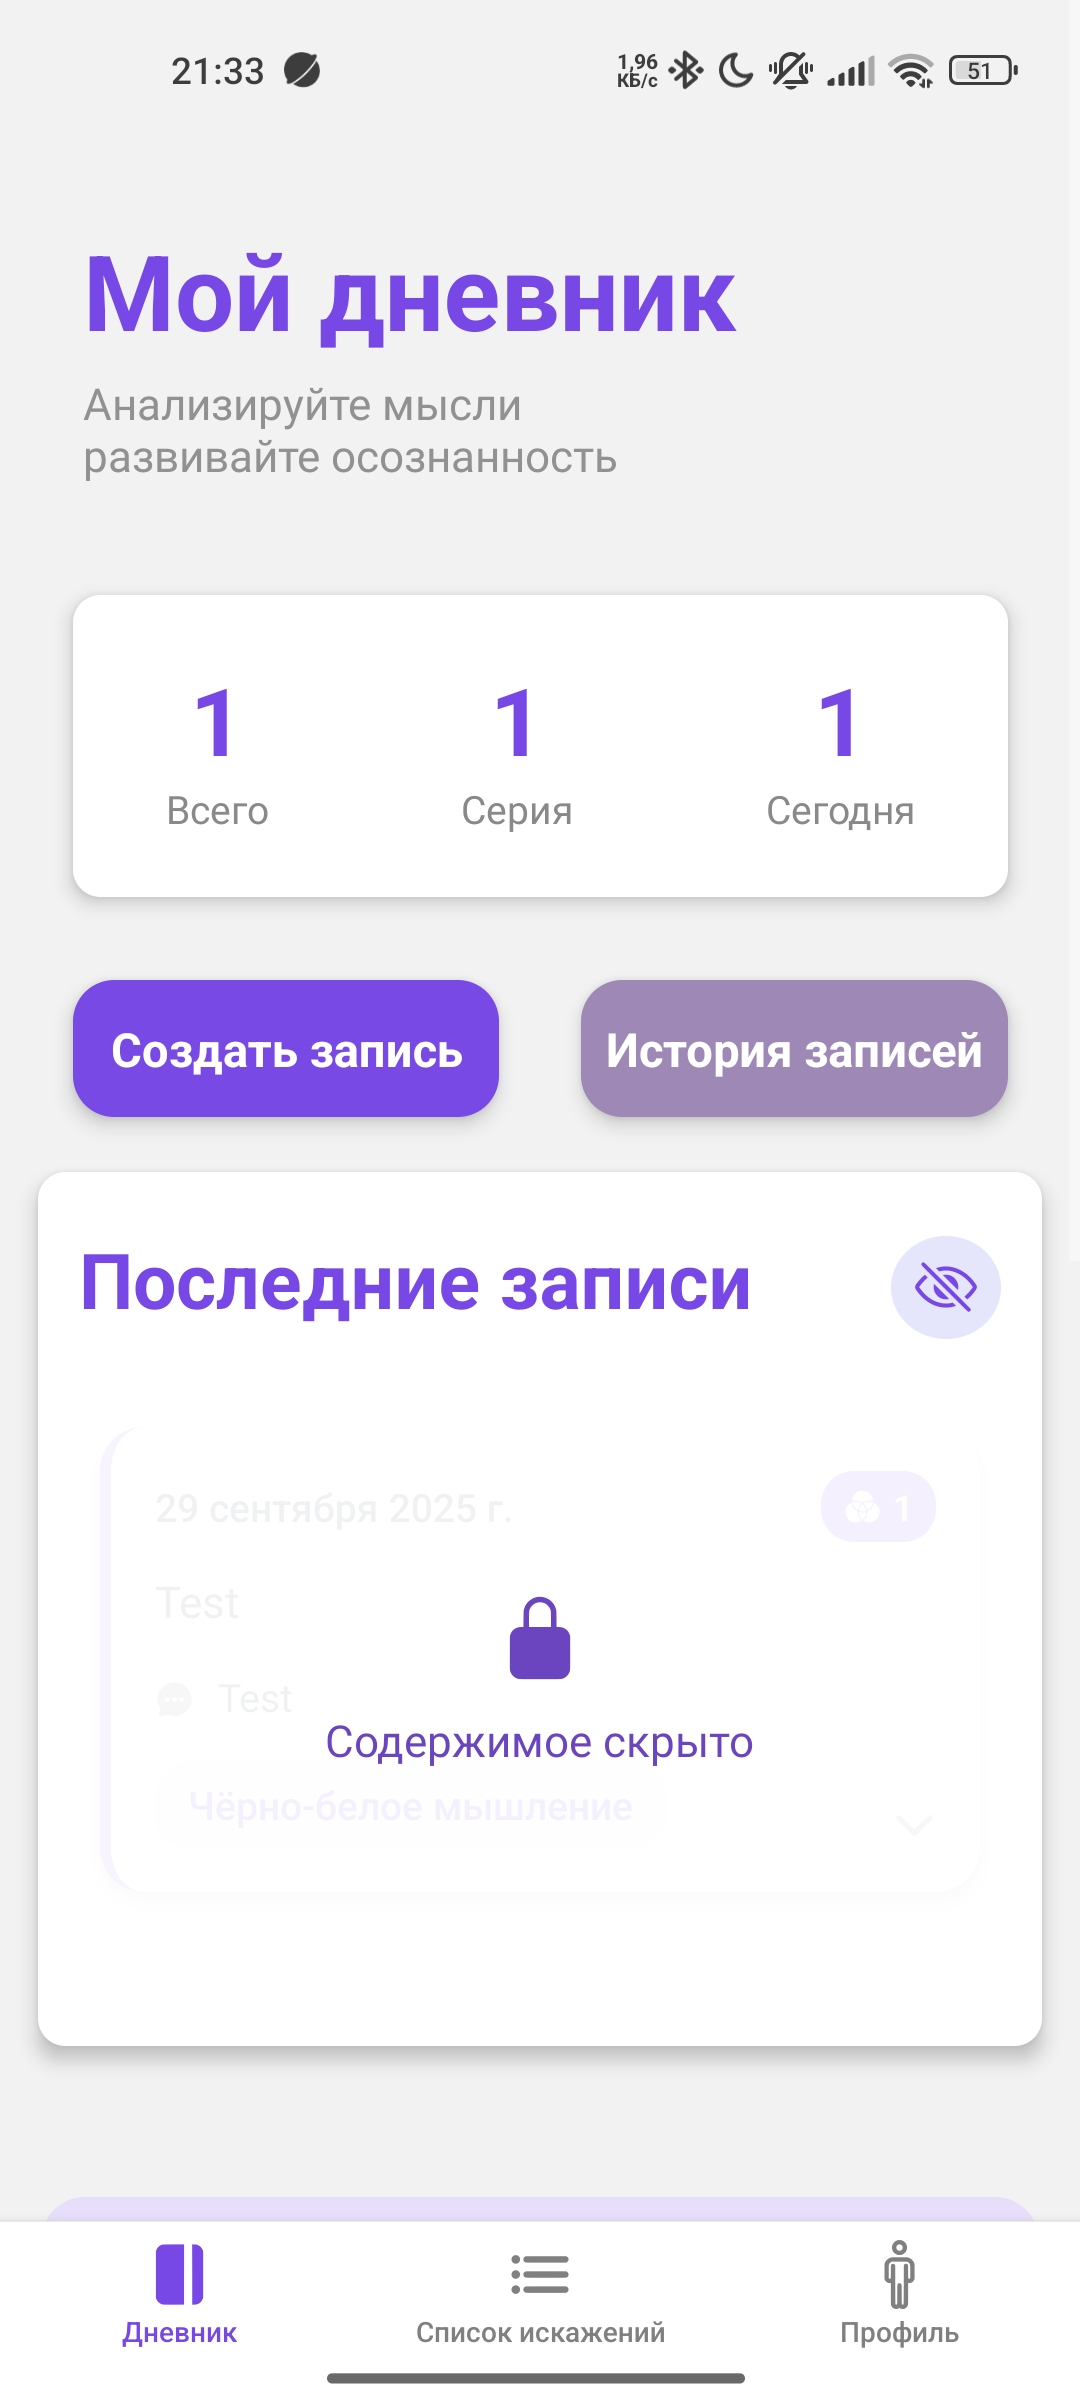 21:33
1,96
КБ/с
51
Мой дневник
Анализируйте мысли
развивайте осознанность
1 1 1
Всего Серия Сегодня
Создать запись История записей
Последние записи
29 сентября 2025 г. 1
Test
Test
Содержимое скрыто
Чёрно-белое мышление
Дневник Список искажений Профиль